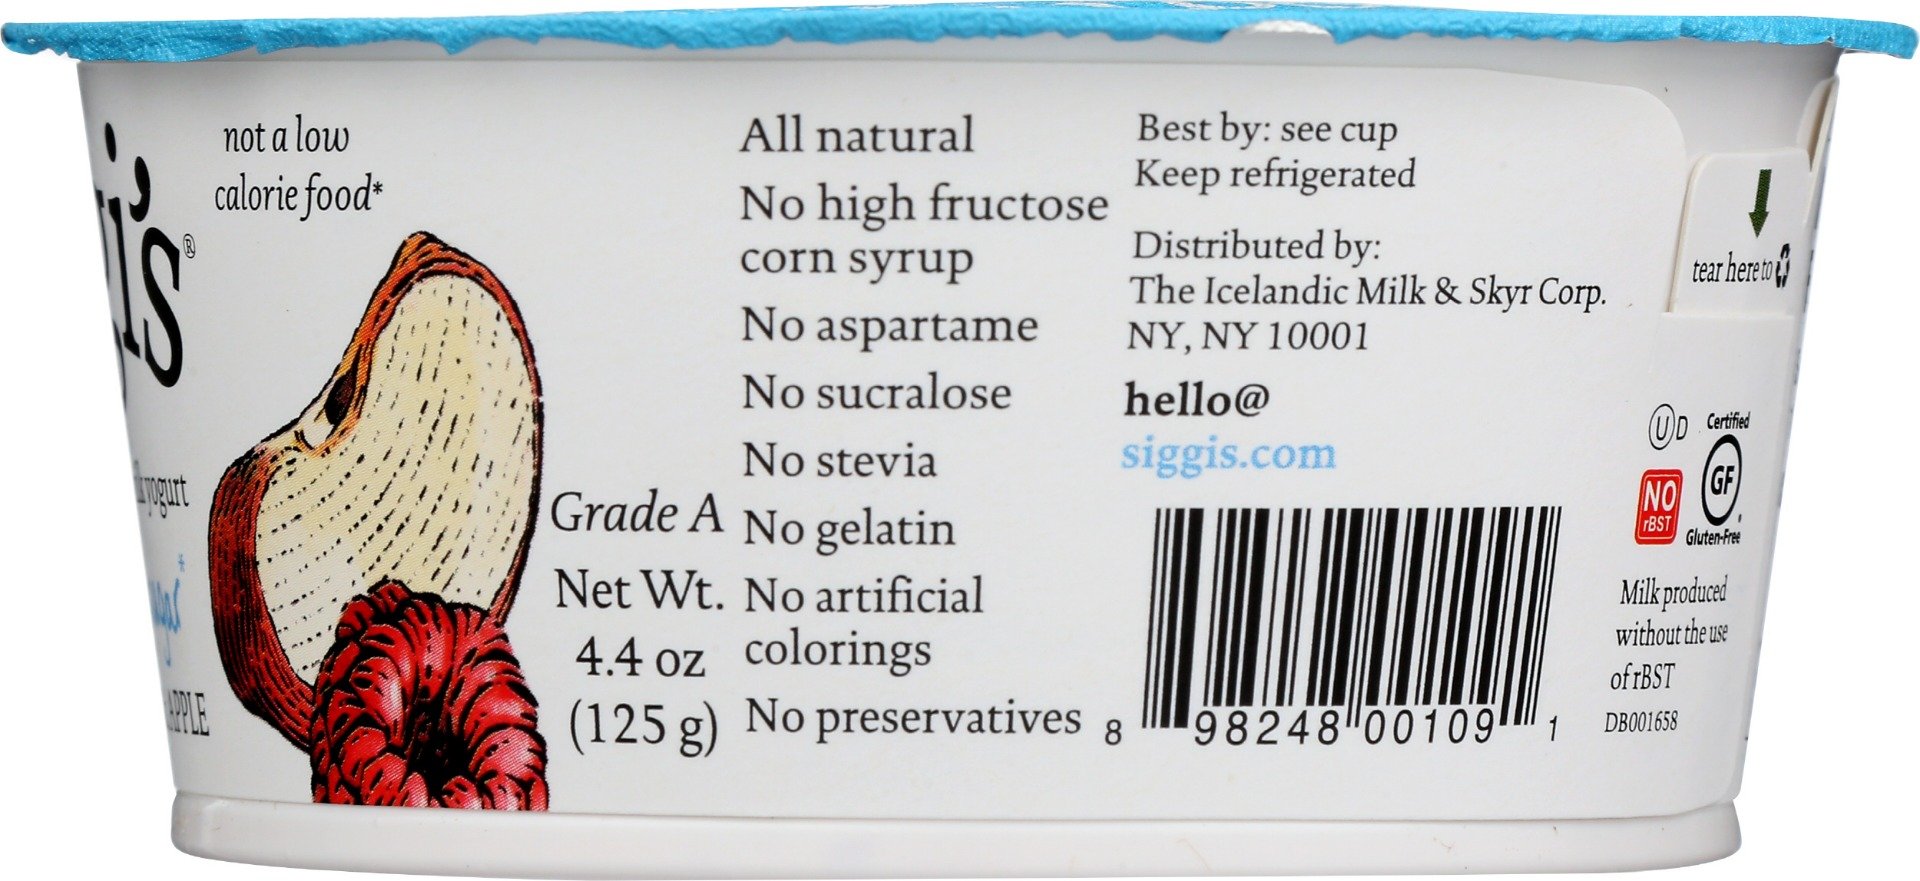 not a low
calorie food*
i's®
yogurt
APPLE
Grade A
Net Wt.
4.4 oz
(125 g)
All natural
No high fructose
corn syrup
No aspartame
No sucralose
No stevia
No gelatin
No artificial
colorings
No preservatives
Best by: see cup
Keep refrigerated
Distributed by:
The Icelandic Milk & Skyr Corp.
NY, NY 10001
hello@
siggis.com
8 98248 00109 1
tear here to
U D
Certified
GF
Gluten-Free
NO
rBST
Milk produced
without the use
of rBST
DB001658